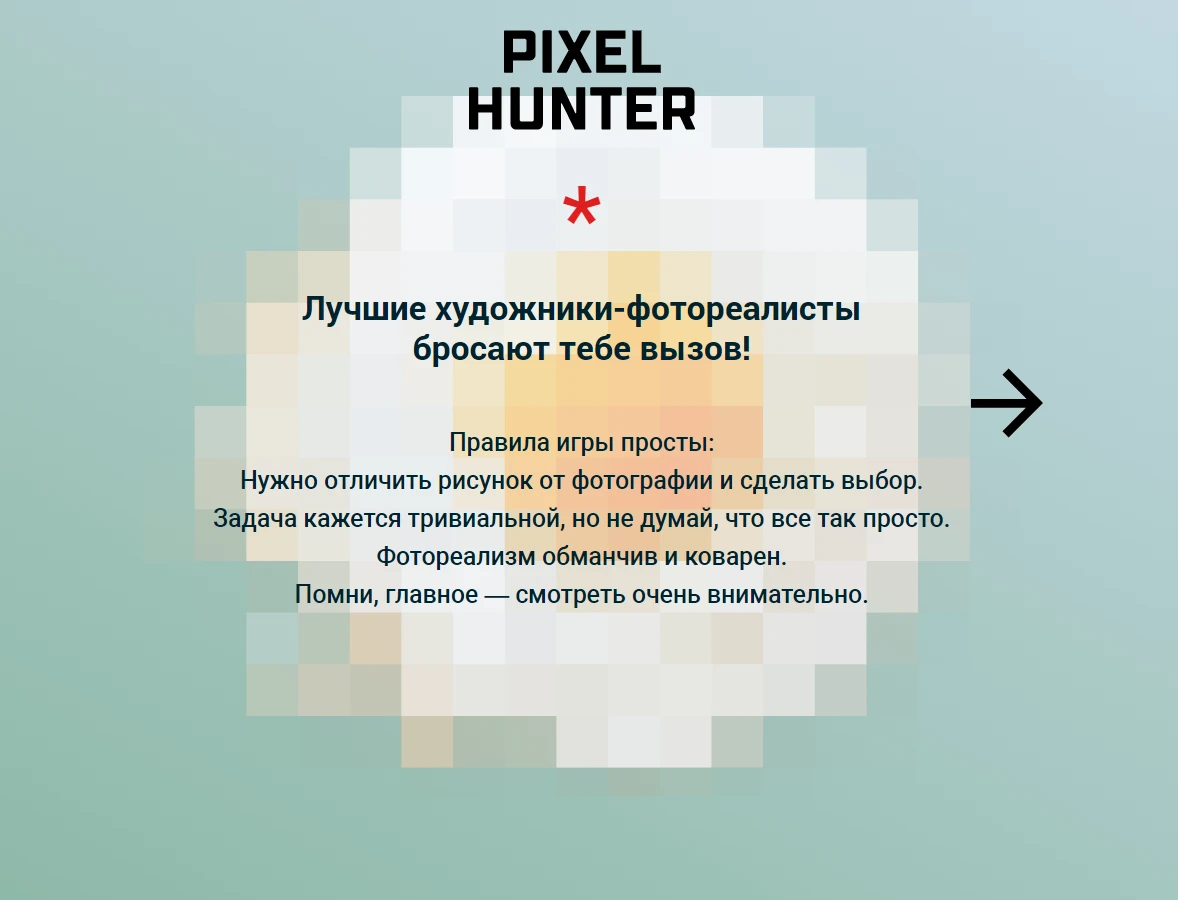 PIXEL
HUNTER
*
Лучшие художники-фотореалисты
бросают тебе вызов!
Правила игры просты:
Нужно отличить рисунок от фотографии и сделать выбор.
Задача кажется тривиальной, но не думай, что все так просто.
Фотореализм обманчив и коварен.
Помни, главное — смотреть очень внимательно.